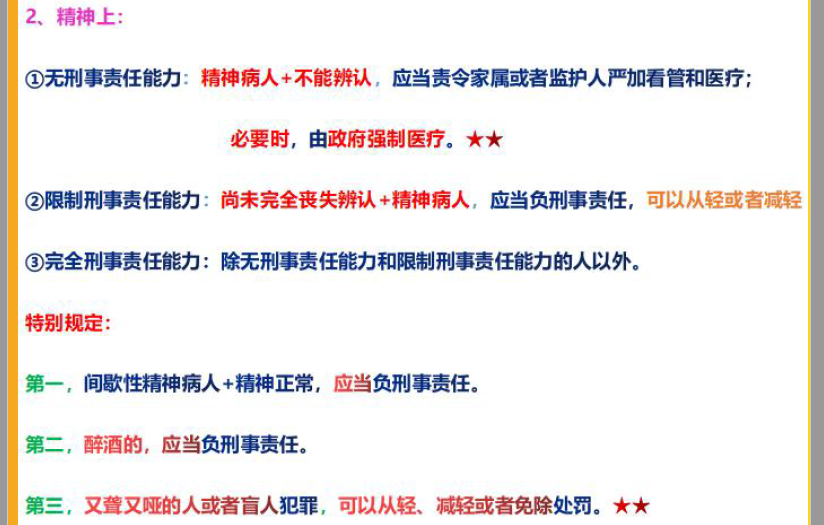 2、精神上：
①无刑事责任能力：精神病人+不能辨认，应当责令家属或者监护人严加看管和医疗；
必要时，由政府强制医疗。★★
②限制刑事责任能力：尚未完全丧失辨认+精神病人，应当负刑事责任，可以从轻或者减轻
③完全刑事责任能力：除无刑事责任能力和限制刑事责任能力的人以外。
特别规定：
第一，间歇性精神病人+精神正常，应当负刑事责任。
第二，醉酒的，应当负刑事责任。
第三，又聋又哑的人或者盲人犯罪，可以从轻、减轻或者免除处罚。★★